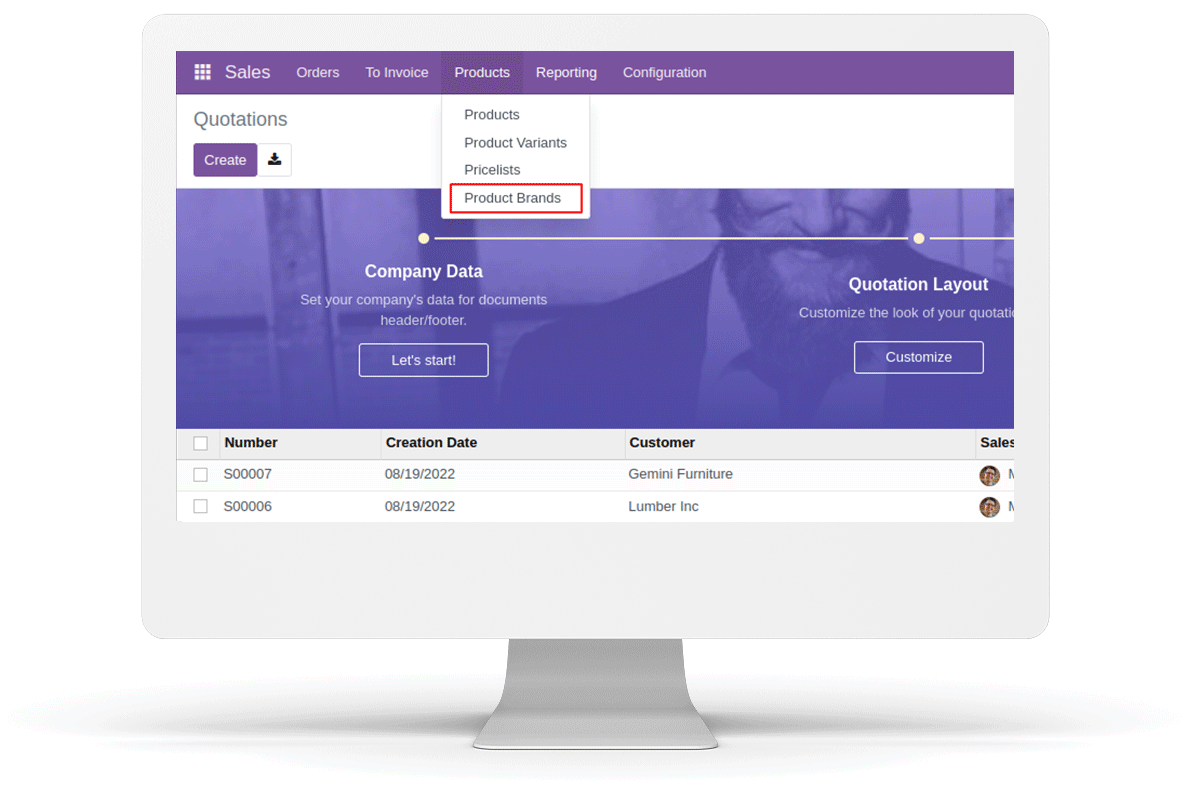 Sales Orders To Invoice Products Reporting Configuration
Quotations
Create
Products
Product Variants
Pricelists
Product Brands
Company Data
Set your company's data for documents
header/footer.
Let's start!
Quotation Layout
Customize the look of your quotatio
Customize
Number Creation Date Customer Sales
S00007 08/19/2022 Gemini Furniture M
S00006 08/19/2022 Lumber Inc M